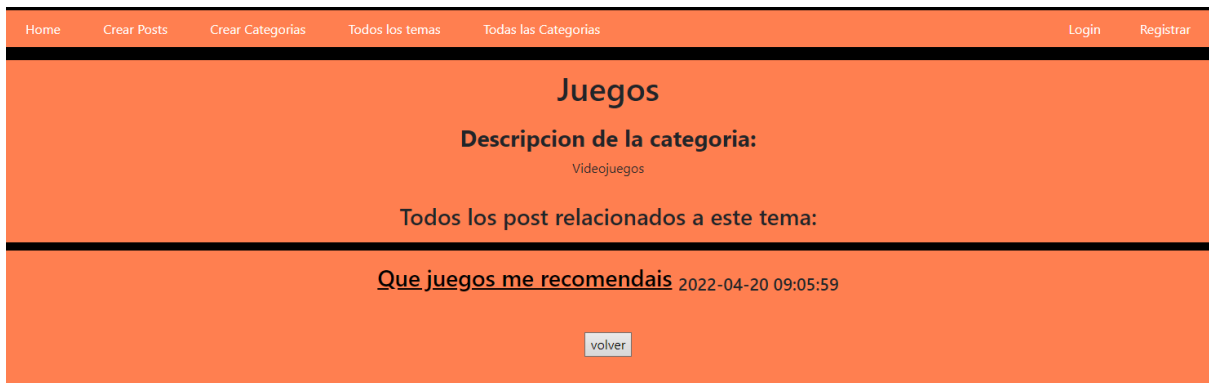 Home Crear Posts Crear Categorias Todos los temas Todas las Categorias Login Registrar
Juegos
Descripcion de la categoria:
Videojuegos
Todos los post relacionados a este tema:
Que juegos me recomendais 2022-04-20 09:05:59
volver